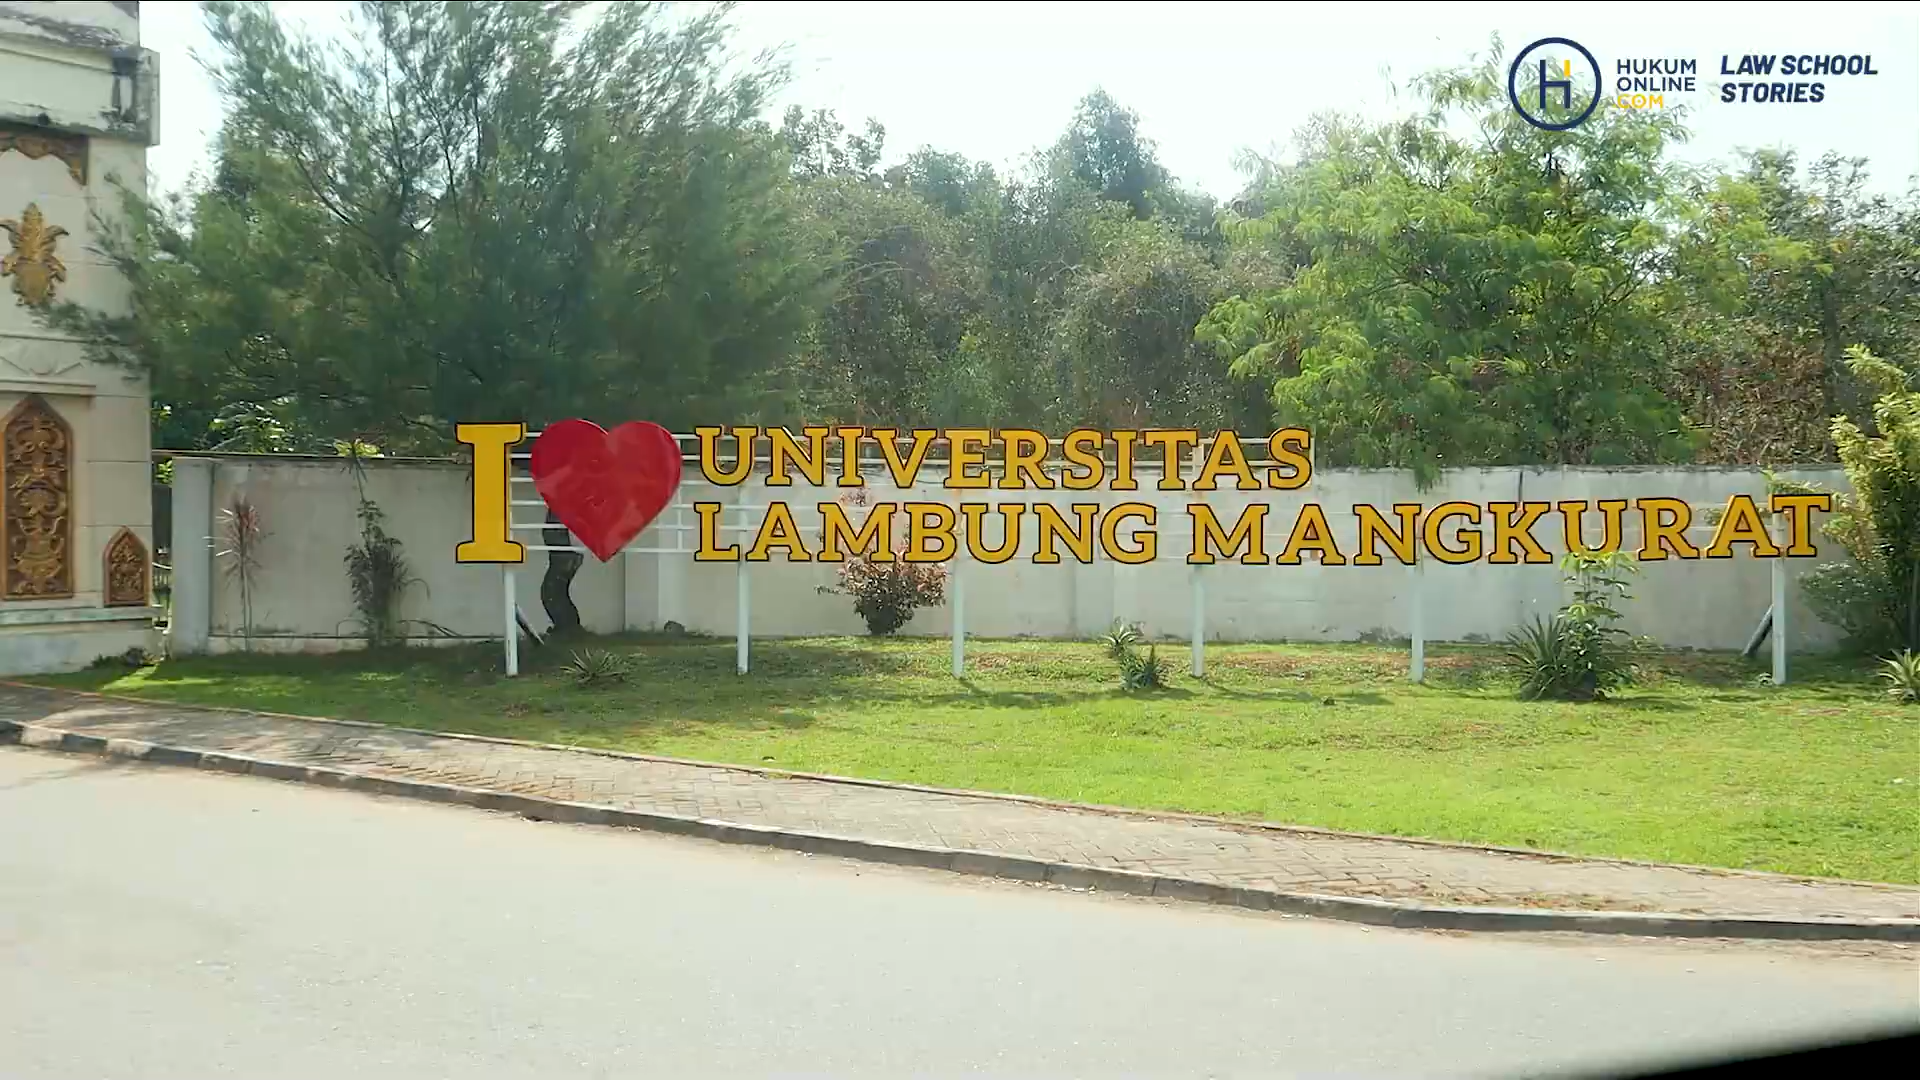 HUKUM
ONLINE
.COM
LAW SCHOOL
STORIES
I ❤ UNIVERSITAS
LAMBUNG MANGKURAT